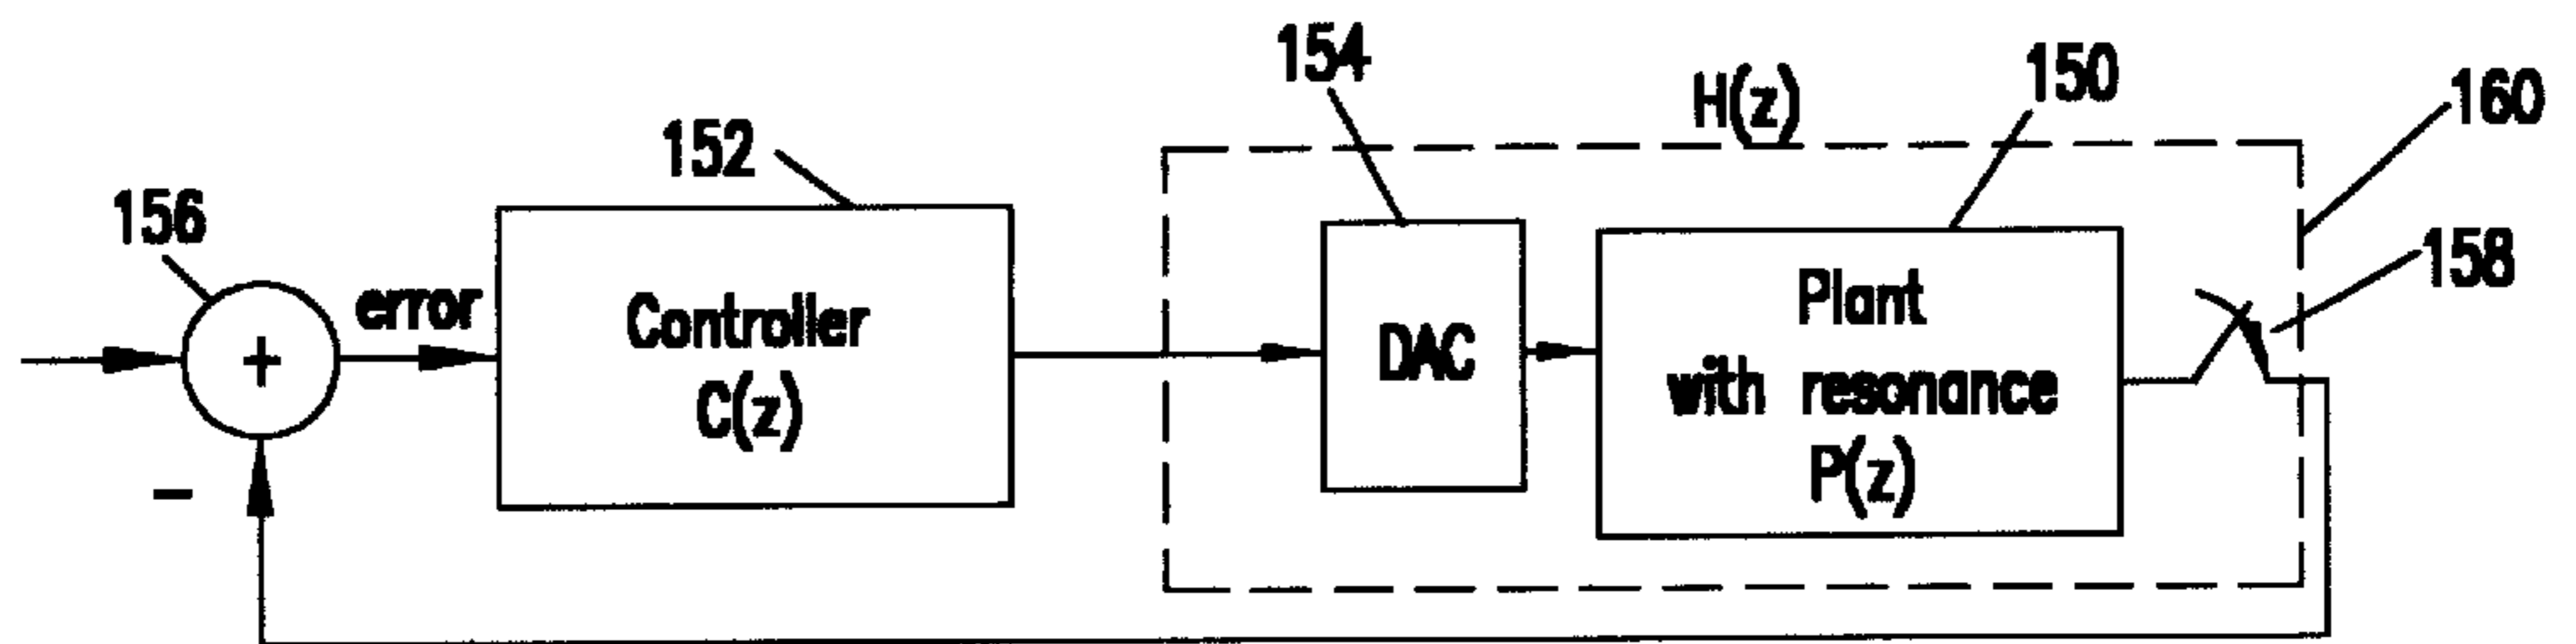 154
H(z)
150
160
152
156
158
error
+
Controller
C(z)
DAC
Plant
with resonance
P(z)
−